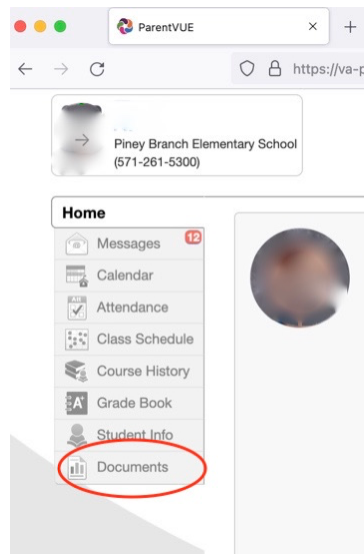 ParentVUE
https://va-p
Piney Branch Elementary School
(571-261-5300)
Home
Messages 12
Calendar
Attendance
Class Schedule
Course History
Grade Book
Student Info
Documents